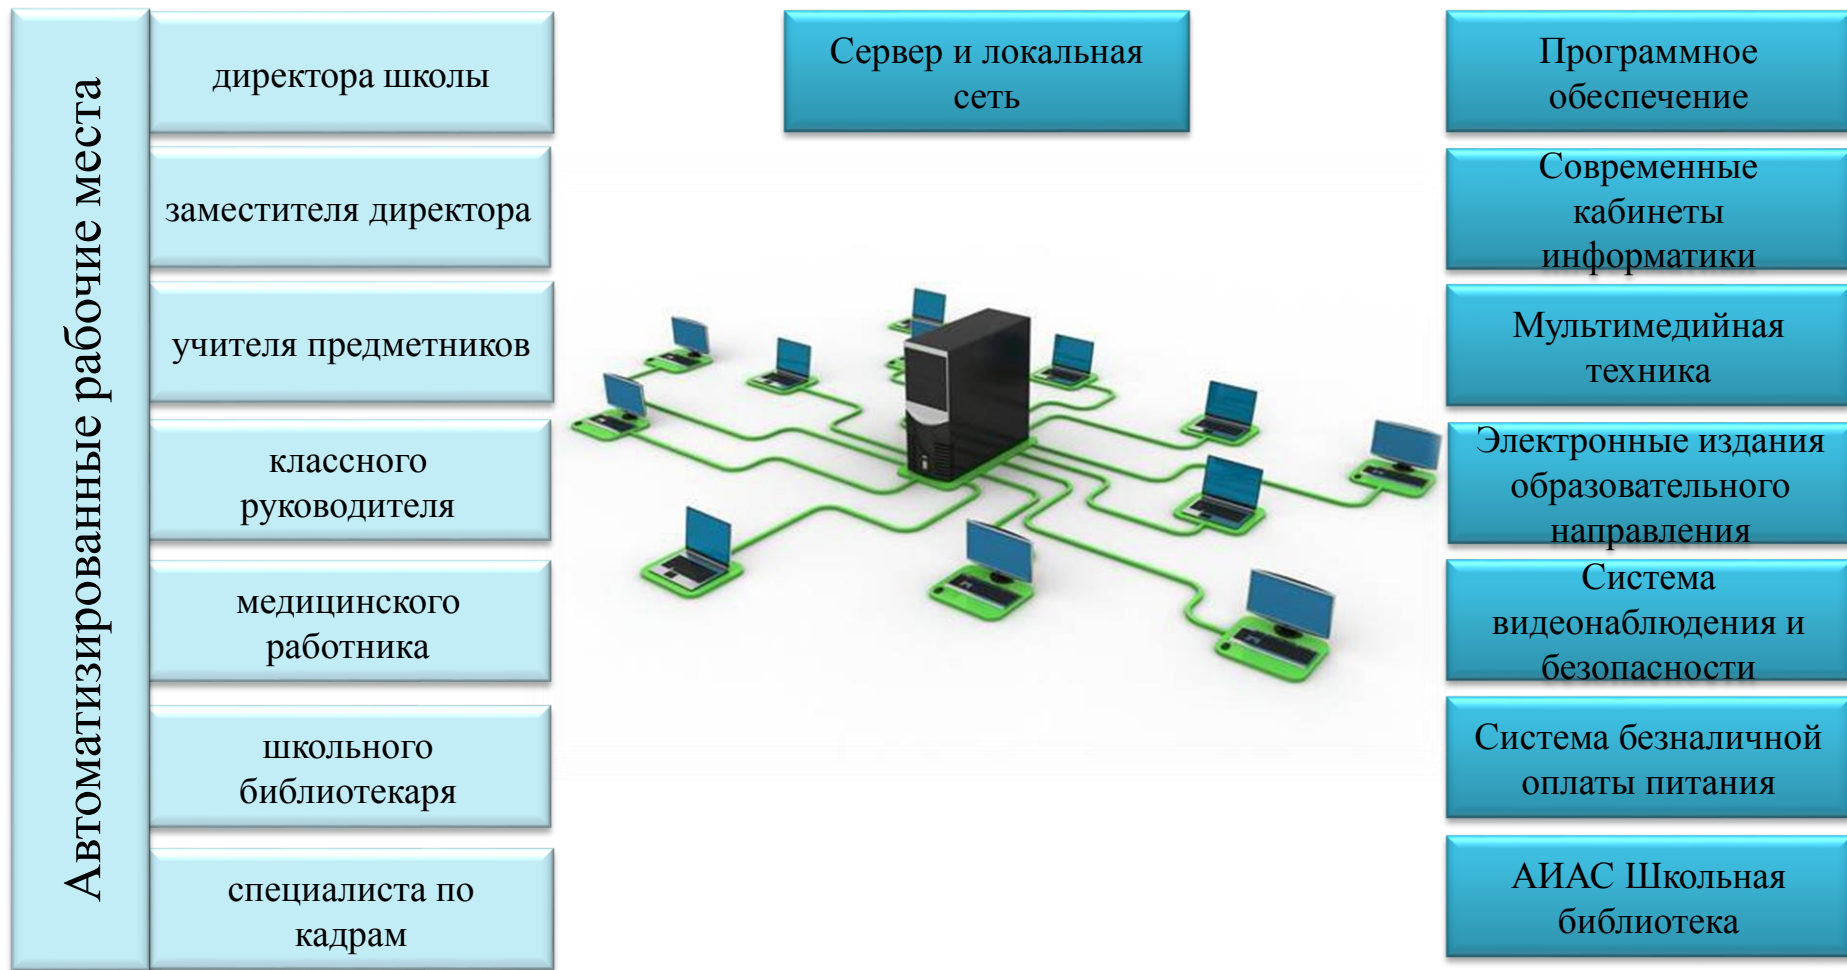 Автоматизированные рабочие места
директора школы
заместителя директора
учителя предметников
классного
руководителя
медицинского
работника
школьного
библиотекаря
специалиста по
кадрам
Сервер и локальная
сеть
Программное
обеспечение
Современные
кабинеты
информатики
Мультимедийная
техника
Электронные издания
образовательного
направления
Система
видеонаблюдения и
безопасности
Система безналичной
оплаты питания
АИАС Школьная
библиотека